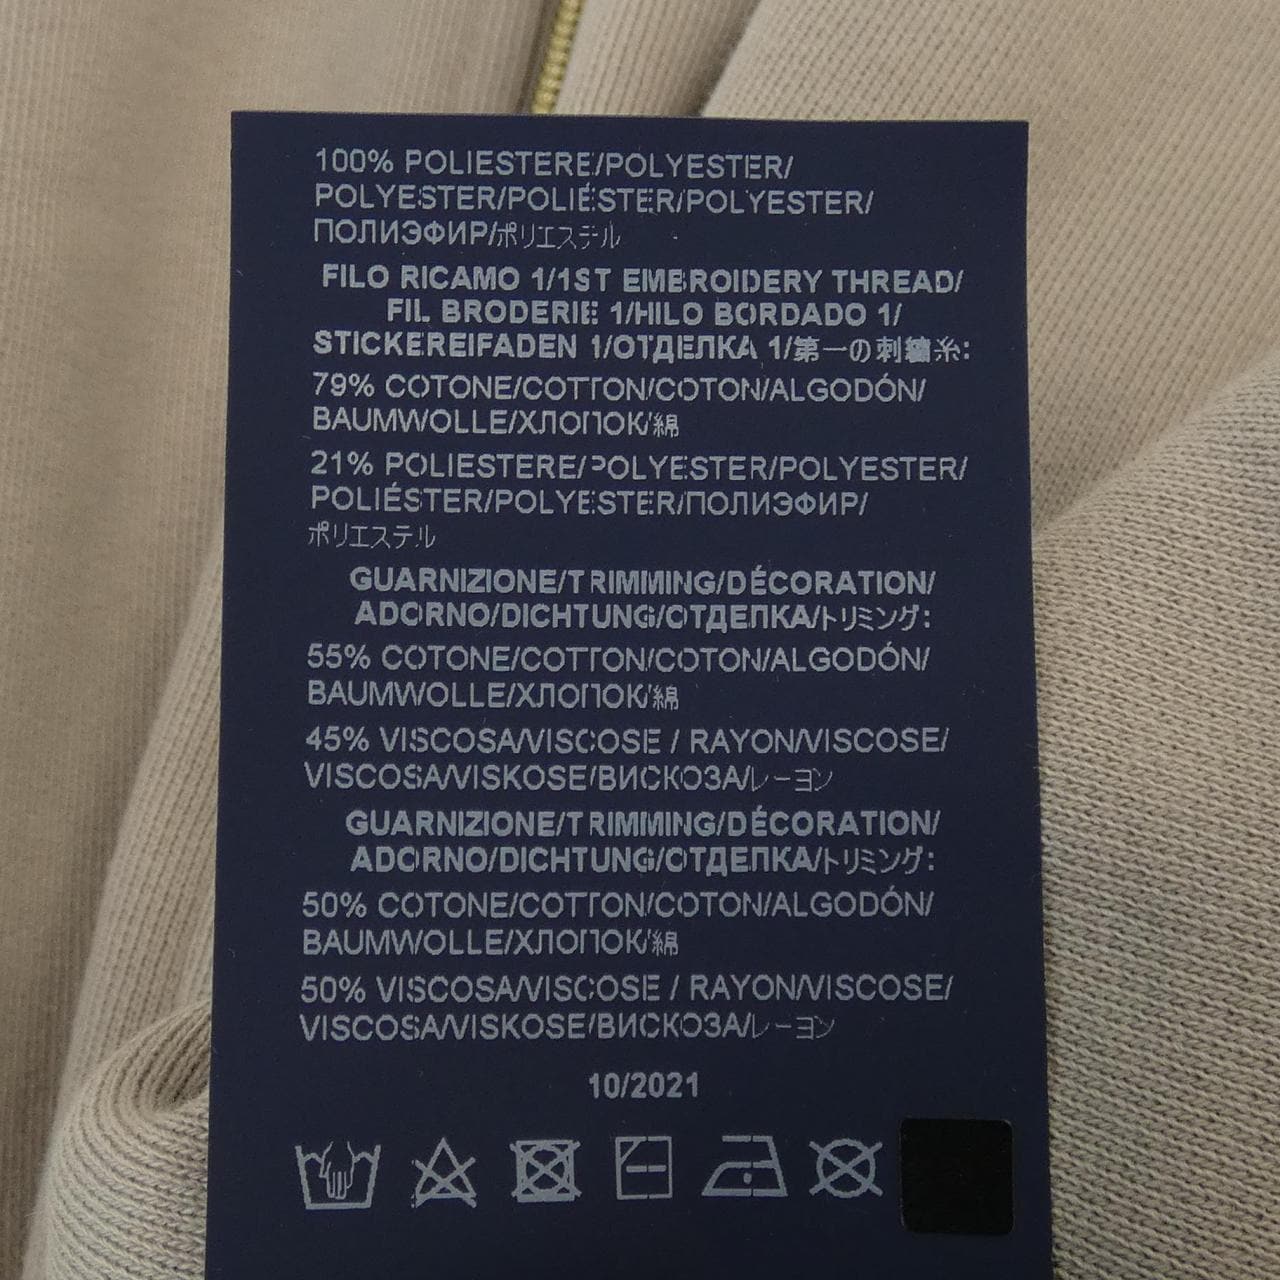 100% POLIESTERE/POLYESTER/
POLYESTER/POLIÉSTER/POLYESTER/
ПОЛИЭФИР/ポリエステル
FILO RICAMO 1/1ST EMBROIDERY THREAD/
FIL BRODERIE 1/HILO BORDADO 1/
STICKEREIFADEN 1/ОТДЕЛКА 1/第一の刺繍糸:
79% COTONE/COTTON/COTON/ALGODÓN/
BAUMWOLLE/ХЛОПОК/綿
21% POLIESTERE/POLYESTER/POLYESTER/
POLIÉSTER/POLYESTER/ПОЛИЭФИР/
ポリエステル
GUARNIZIONE/TRIMMING/DÉCORATION/
ADORNO/DICHTUNG/ОТДЕЛКА/トリミング:
55% COTONE/COTTON/COTON/ALGODÓN/
BAUMWOLLE/ХЛОПОК/綿
45% VISCOSA/VISCOSE / RAYON/VISCOSE/
VISCOSA/VISKOSE/ВИСКОЗА/レーヨン
GUARNIZIONE/TRIMMING/DÉCORATION/
ADORNO/DICHTUNG/ОТДЕЛКА/トリミング:
50% COTONE/COTTON/COTON/ALGODÓN/
BAUMWOLLE/ХЛОПОК/綿
50% VISCOSA/VISCOSE / RAYON/VISCOSE/
VISCOSA/VISKOSE/ВИСКОЗА/レーヨン
10/2021